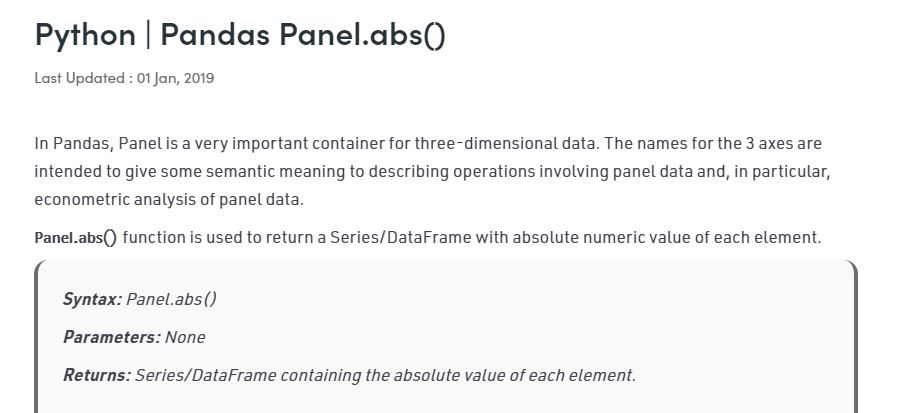 Python | Pandas Panel.abs()
Last Updated : 01 Jan, 2019
In Pandas, Panel is a very important container for three-dimensional data. The names for the 3 axes are
intended to give some semantic meaning to describing operations involving panel data and, in particular,
econometric analysis of panel data.
Panel.abs() function is used to return a Series/DataFrame with absolute numeric value of each element.
Syntax: Panel.abs()
Parameters: None
Returns: Series/DataFrame containing the absolute value of each element.